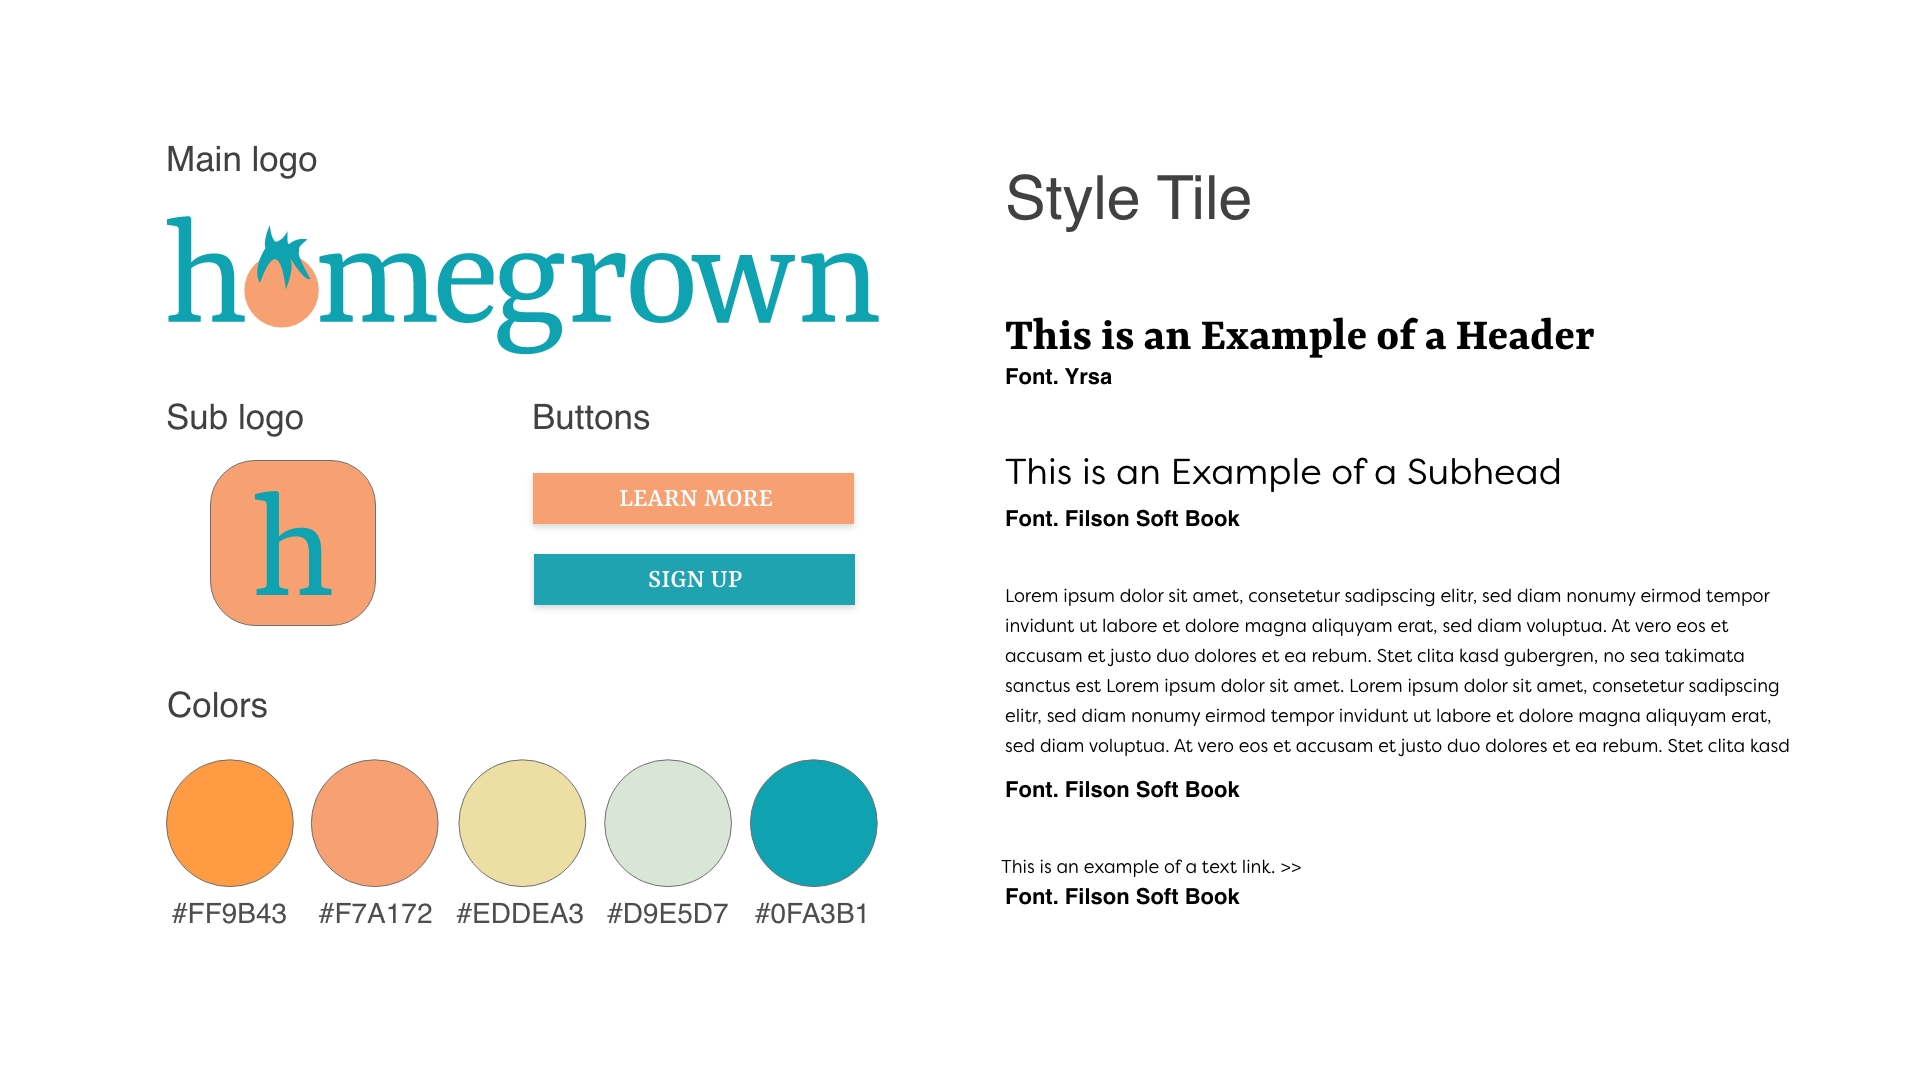 Main logo
homegrown
Sub logo
h
Buttons
LEARN MORE
SIGN UP
Colors
#FF9B43
#F7A172
#EDDEA3
#D9E5D7
#0FA3B1
Style Tile
This is an Example of a Header
Font. Yrsa
This is an Example of a Subhead
Font. Filson Soft Book
Lorem ipsum dolor sit amet, consetetur sadipscing elitr, sed diam nonumy eirmod tempor
invidunt ut labore et dolore magna aliquyam erat, sed diam voluptua. At vero eos et
accusam et justo duo dolores et ea rebum. Stet clita kasd gubergren, no sea takimata
sanctus est Lorem ipsum dolor sit amet. Lorem ipsum dolor sit amet, consetetur sadipscing
elitr, sed diam nonumy eirmod tempor invidunt ut labore et dolore magna aliquyam erat,
sed diam voluptua. At vero eos et accusam et justo duo dolores et ea rebum. Stet clita kasd
Font. Filson Soft Book
This is an example of a text link. >>
Font. Filson Soft Book